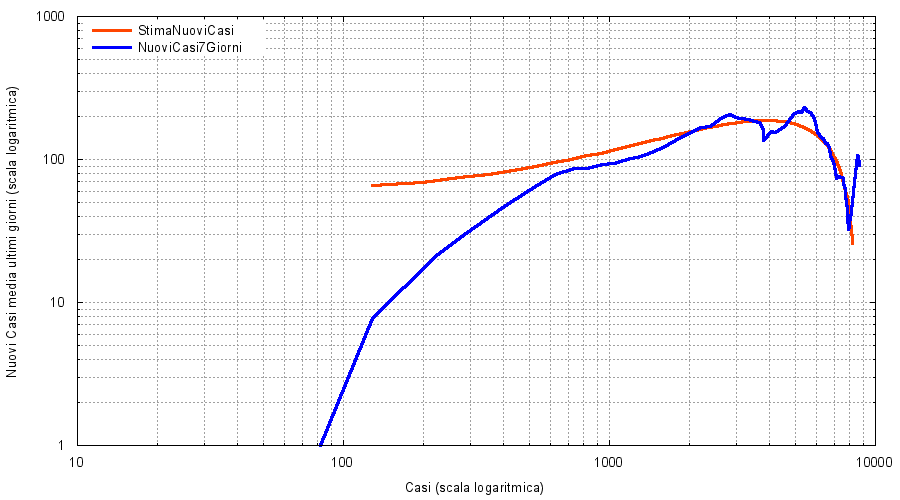 1000
StimaNuoviCasi
NuoviCasi7Giorni
100
10
1
Nuovi Casi media ultimi giorni (scala logaritmica)
10 100 1000 10000
Casi (scala logaritmica)